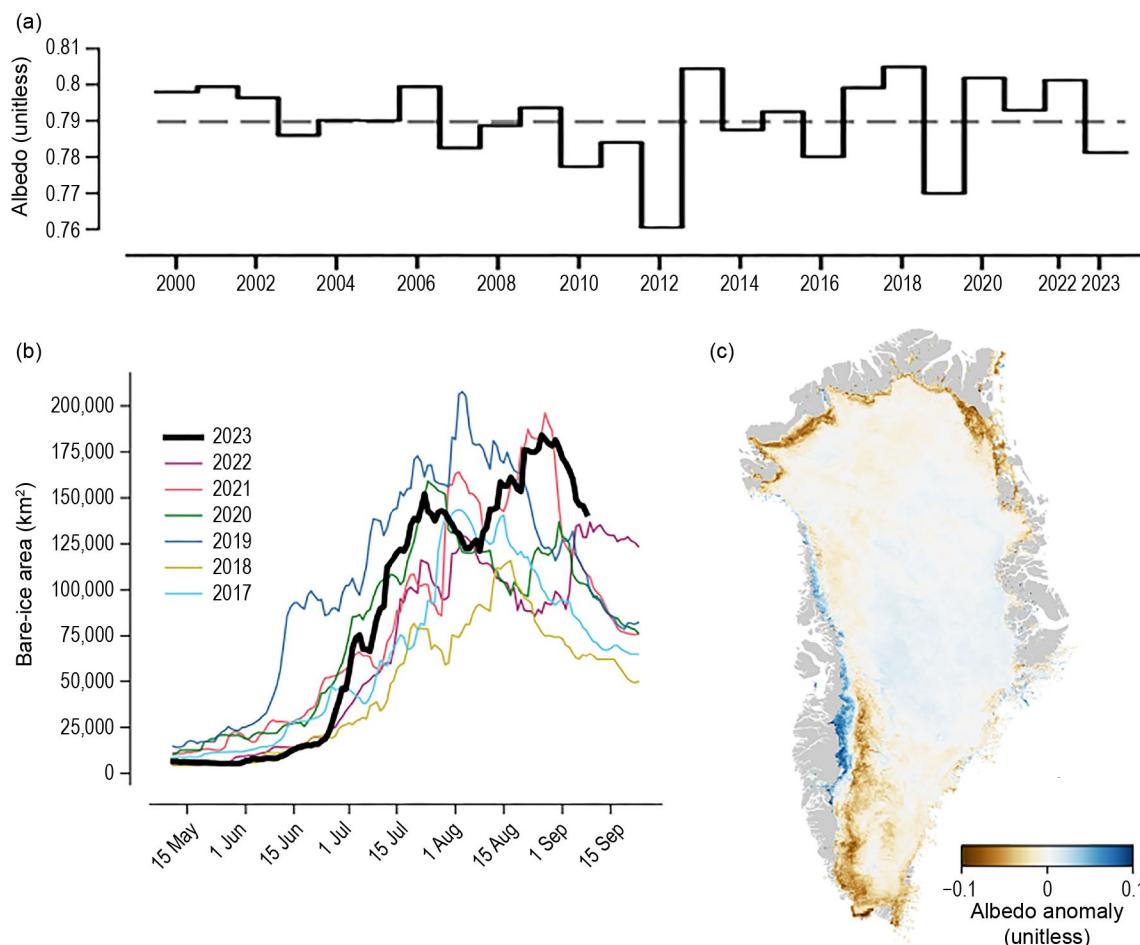 (a)
Albedo (unitless)
0.81
0.8
0.79
0.78
0.77
0.76
2000 2002 2004 2006 2008 2010 2012 2014 2016 2018 2020 2022 2023
(b)
Bare-ice area (km²)
200,000
175,000
150,000
125,000
100,000
75,000
50,000
25,000
0
2023
2022
2021
2020
2019
2018
2017
15 May 1 Jun 15 Jun 1 Jul 15 Jul 1 Aug 15 Aug 1 Sep 15 Sep
(c)
−0.1 0 0.1
Albedo anomaly
(unitless)